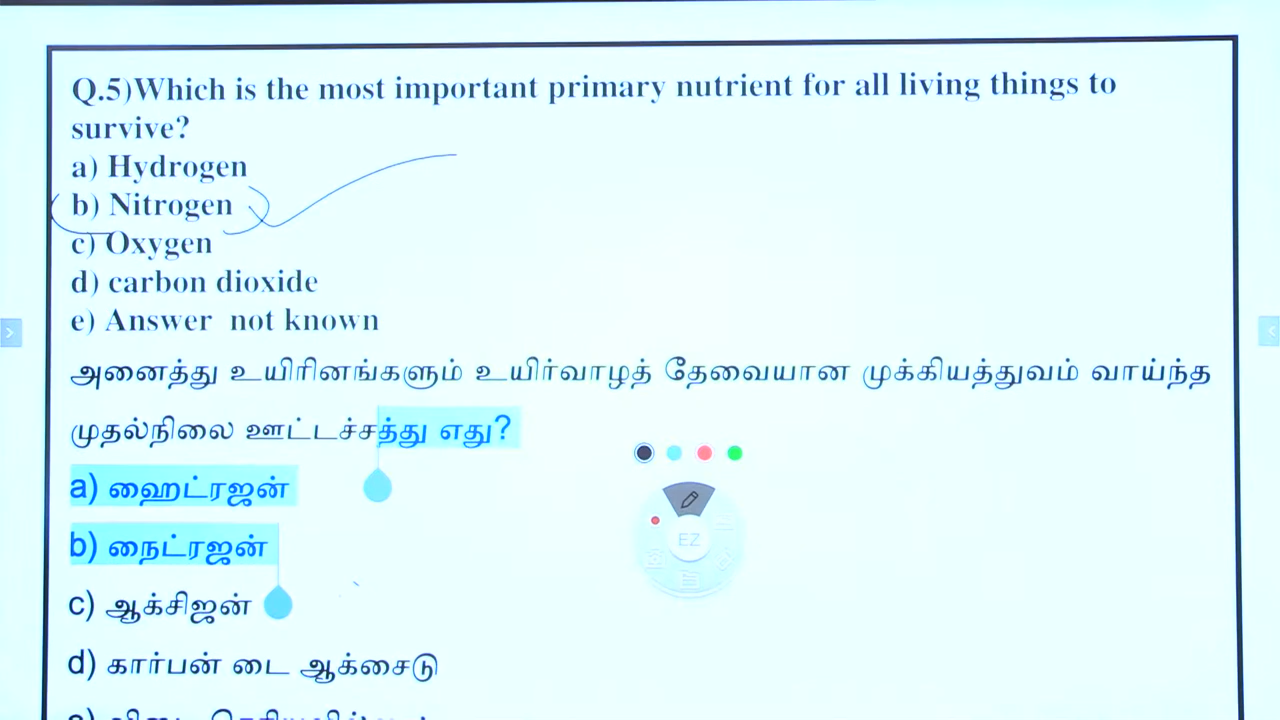 Q.5)Which is the most important primary nutrient for all living things to
survive?
a) Hydrogen
b) Nitrogen
c) Oxygen
d) carbon dioxide
e) Answer not known
அனைத்து உயிரினங்களும் உயிர்வாழத் தேவையான முக்கியத்துவம் வாய்ந்த
முதல்நிலை ஊட்டச்சத்து எது?
a) ஹைட்ரஜன்
b) நைட்ரஜன்
EZ
c) ஆக்சிஜன்
d) கார்பன் டை ஆக்சைடு